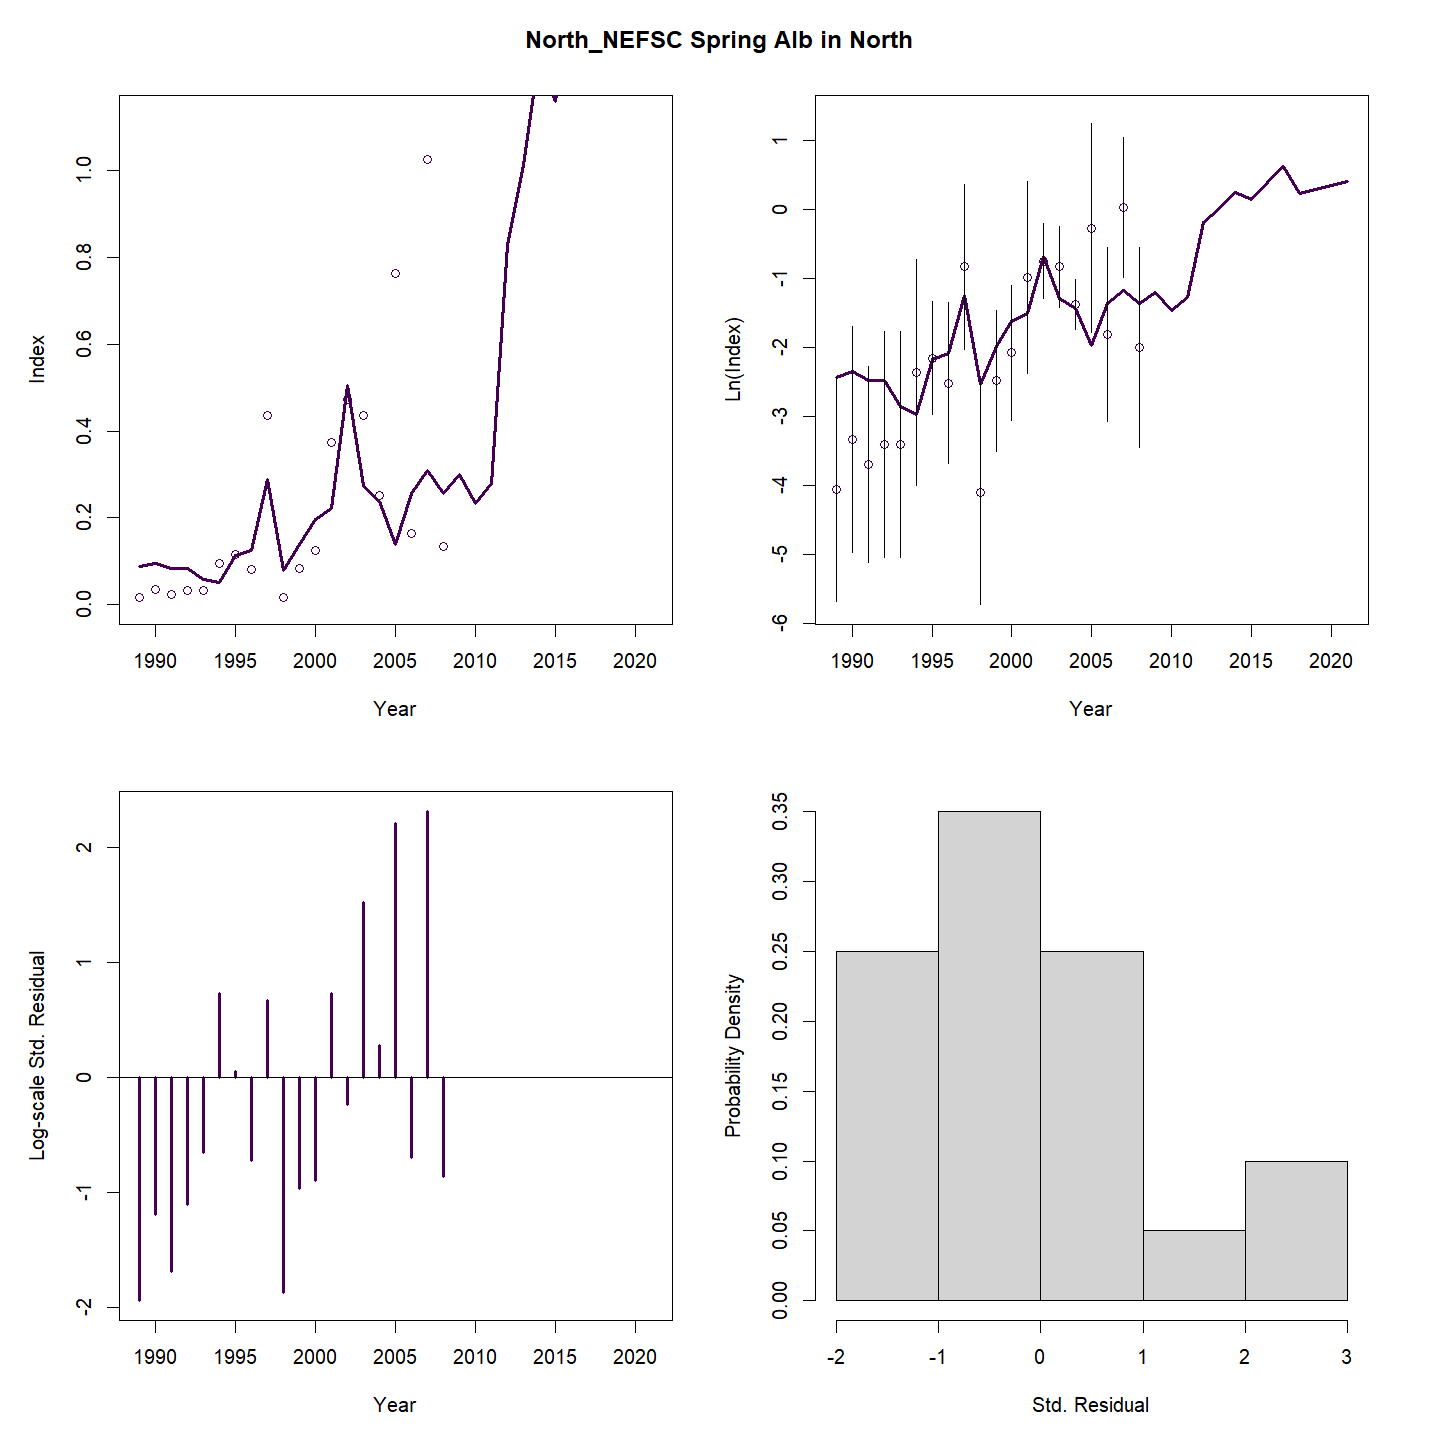 North_NEFSC Spring Alb in North
Index
0.0 0.2 0.4 0.6 0.8 1.0
1990 1995 2000 2005 2010 2015 2020
Year
Ln(Index)
-6 -5 -4 -3 -2 -1 0 1
1990 1995 2000 2005 2010 2015 2020
Year
Log-scale Std. Residual
-2 -1 0 1 2
1990 1995 2000 2005 2010 2015 2020
Year
Probability Density
0.00 0.05 0.10 0.15 0.20 0.25 0.30 0.35
-2 -1 0 1 2 3
Std. Residual